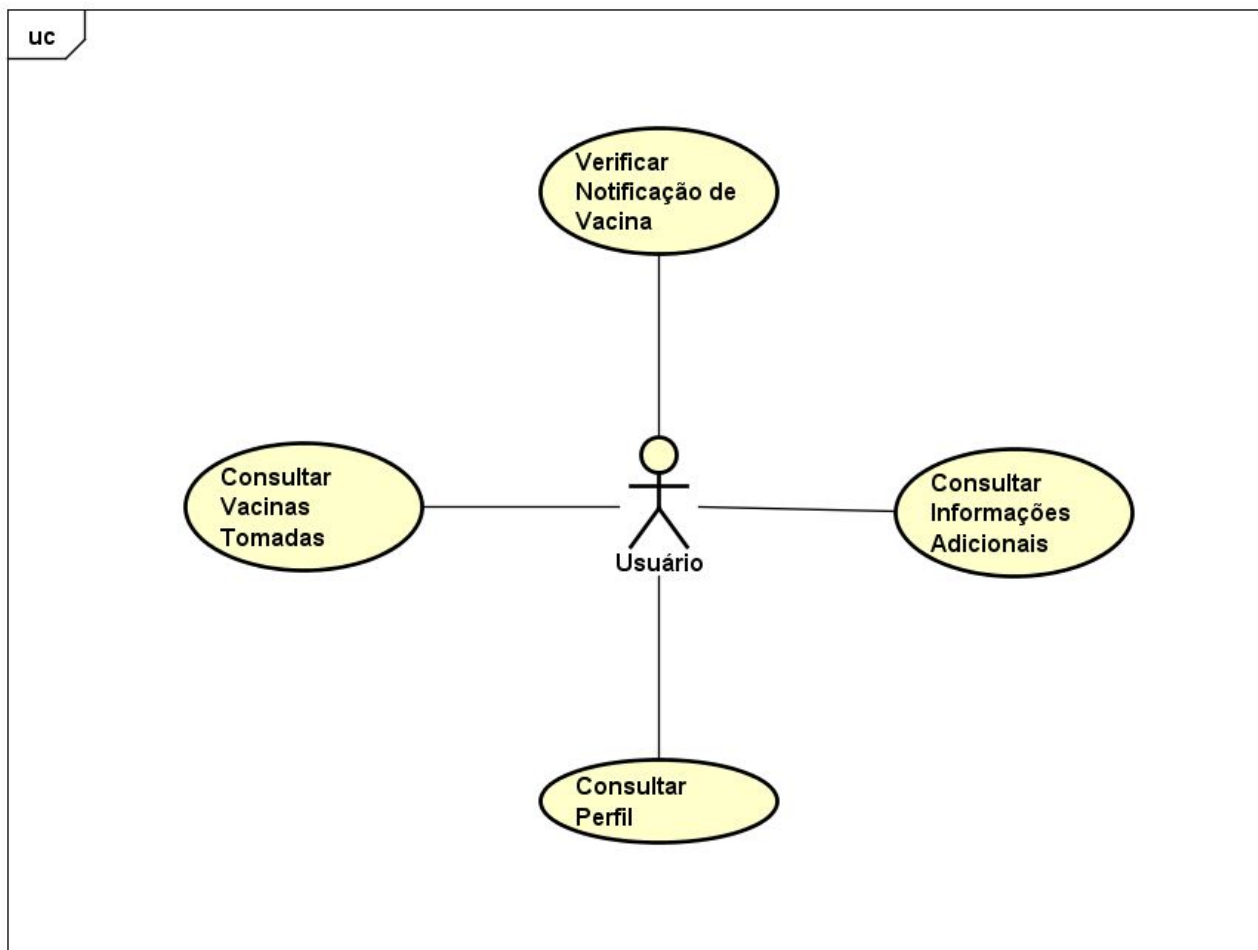 uc
Verificar
Notificação de
Vacina
Consultar
Vacinas
Tomadas
Consultar
Informações
Adicionais
Usuário
Consultar
Perfil